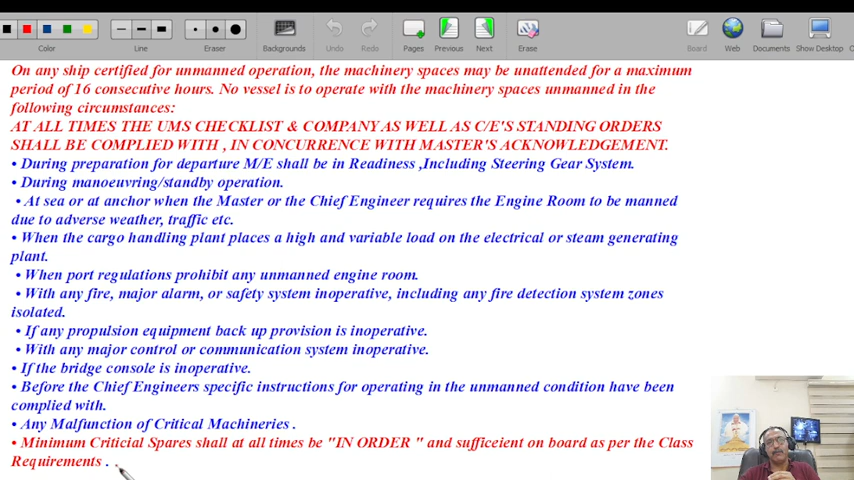 Color
Line
Eraser
Backgrounds
Undo
Redo
Pages
Previous
Next
Erase
Board
Web
Documents
Show Desktop
On any ship certified for unmanned operation, the machinery spaces may be unattended for a maximum
period of 16 consecutive hours. No vessel is to operate with the machinery spaces unmanned in the
following circumstances:
AT ALL TIMES THE UMS CHECKLIST & COMPANY AS WELL AS C/E'S STANDING ORDERS
SHALL BE COMPLIED WITH , IN CONCURRENCE WITH MASTER'S ACKNOWLEDGEMENT.
• During preparation for departure M/E shall be in Readiness ,Including Steering Gear System.
• During manoeuvring/standby operation.
• At sea or at anchor when the Master or the Chief Engineer requires the Engine Room to be manned
due to adverse weather, traffic etc.
• When the cargo handling plant places a high and variable load on the electrical or steam generating
plant.
• When port regulations prohibit any unmanned engine room.
• With any fire, major alarm, or safety system inoperative, including any fire detection system zones
isolated.
• If any propulsion equipment back up provision is inoperative.
• With any major control or communication system inoperative.
• If the bridge console is inoperative.
• Before the Chief Engineers specific instructions for operating in the unmanned condition have been
complied with.
• Any Malfunction of Critical Machineries .
• Minimum Criticial Spares shall at all times be "IN ORDER " and sufficeient on board as per the Class
Requirements . .